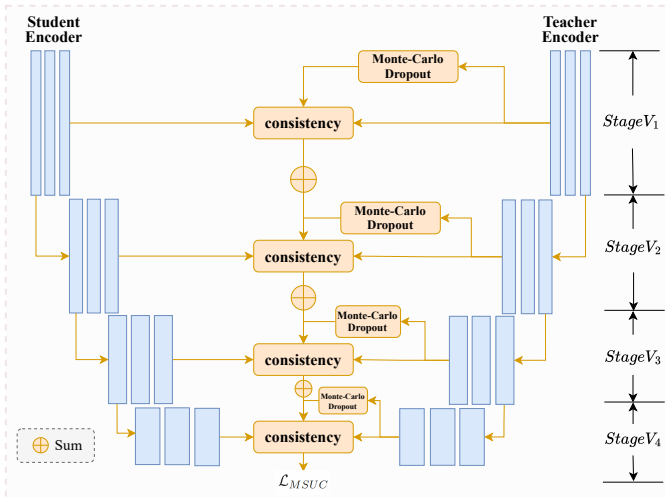 Student
Encoder
Teacher
Encoder
Monte-Carlo
Dropout
consistency
StageV1
Monte-Carlo
Dropout
consistency
StageV2
Monte-Carlo
Dropout
consistency
StageV3
Monte-Carlo
Dropout
consistency
StageV4
Sum
ℒMSUC